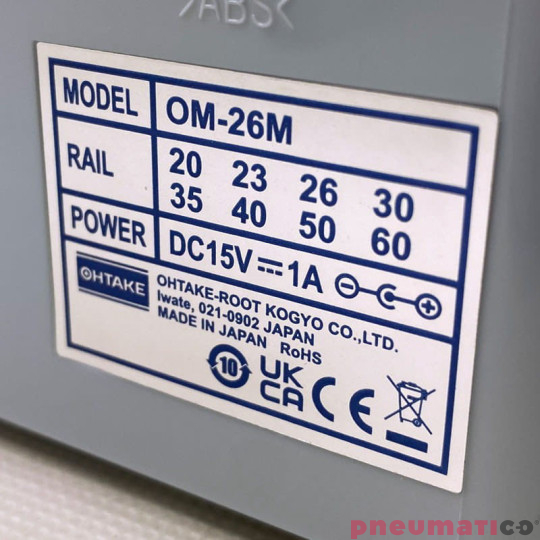 >ABS<
MODEL OM-26M
RAIL 20 23 26 30
35 40 50 60
POWER DC15V 1A
OHTAKE
OHTAKE-ROOT KOGYO CO.,LTD.
Iwate, 021-0902 JAPAN
MADE IN JAPAN RoHS
10
UK
CA CE
pneumatico®